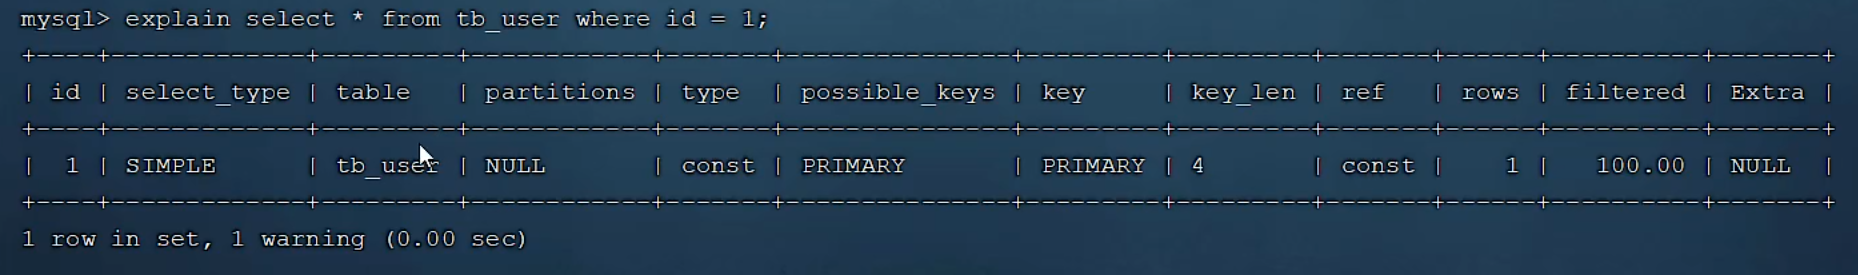 mysql> explain select * from tb_user where id = 1;
+----+-------------+---------+------------+-------+---------------+---------+---------+-------+------+----------+-------+
| id | select_type | table   | partitions | type  | possible_keys | key     | key_len | ref   | rows | filtered | Extra |
+----+-------------+---------+------------+-------+---------------+---------+---------+-------+------+----------+-------+
|  1 | SIMPLE      | tb_user | NULL       | const | PRIMARY       | PRIMARY | 4       | const |    1 |   100.00 | NULL  |
+----+-------------+---------+------------+-------+---------------+---------+---------+-------+------+----------+-------+
1 row in set, 1 warning (0.00 sec)